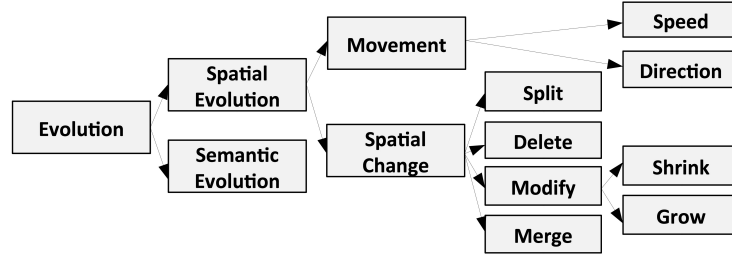 Evolution
Spatial
Evolution
Semantic
Evolution
Movement
Spatial
Change
Speed
Direction
Split
Delete
Modify
Merge
Shrink
Grow